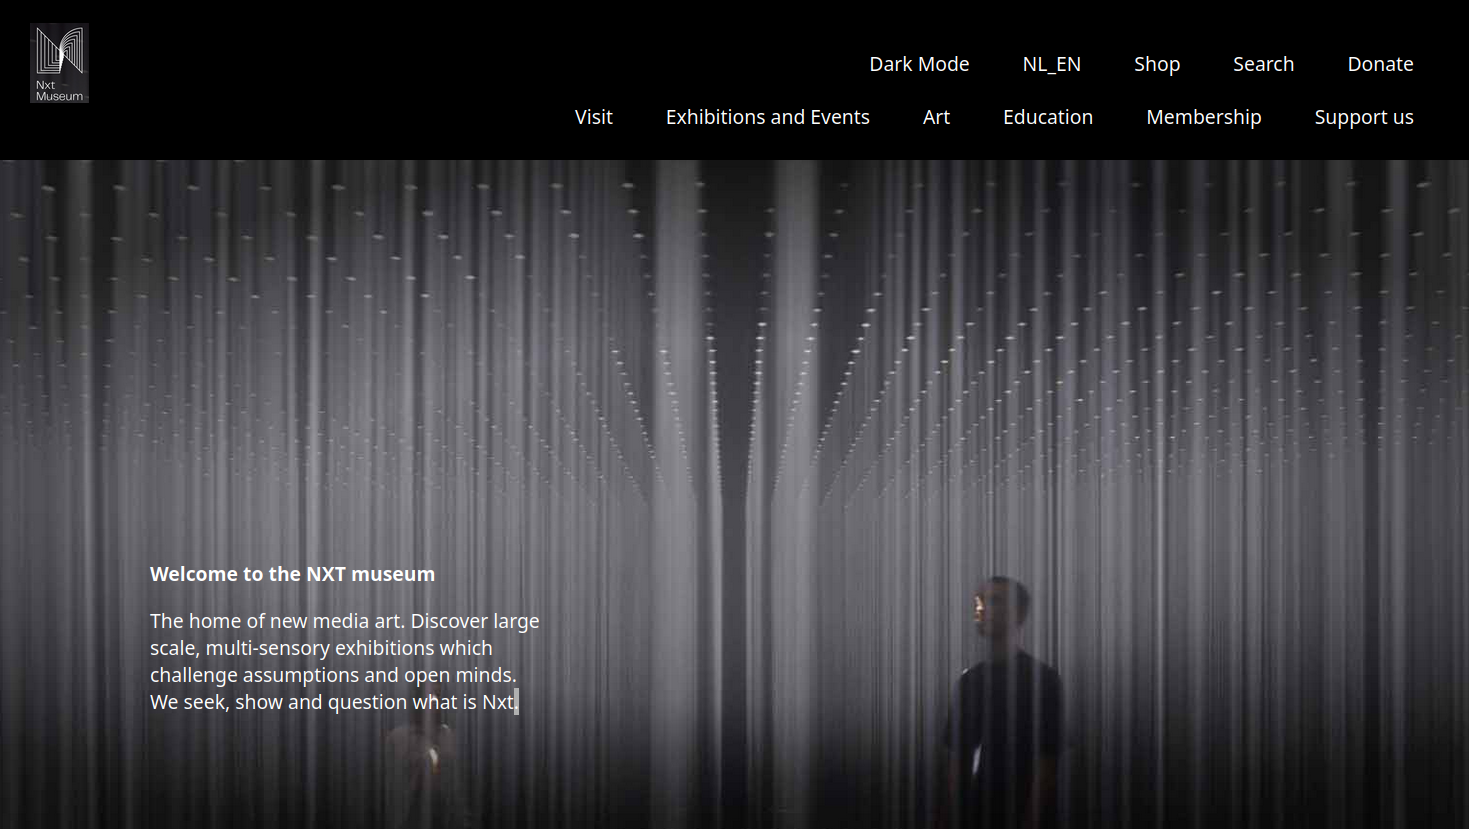 Nxt
Museum
Dark Mode NL_EN Shop Search Donate
Visit Exhibitions and Events Art Education Membership Support us
Welcome to the NXT museum
The home of new media art. Discover large
scale, multi-sensory exhibitions which
challenge assumptions and open minds.
We seek, show and question what is Nxt.